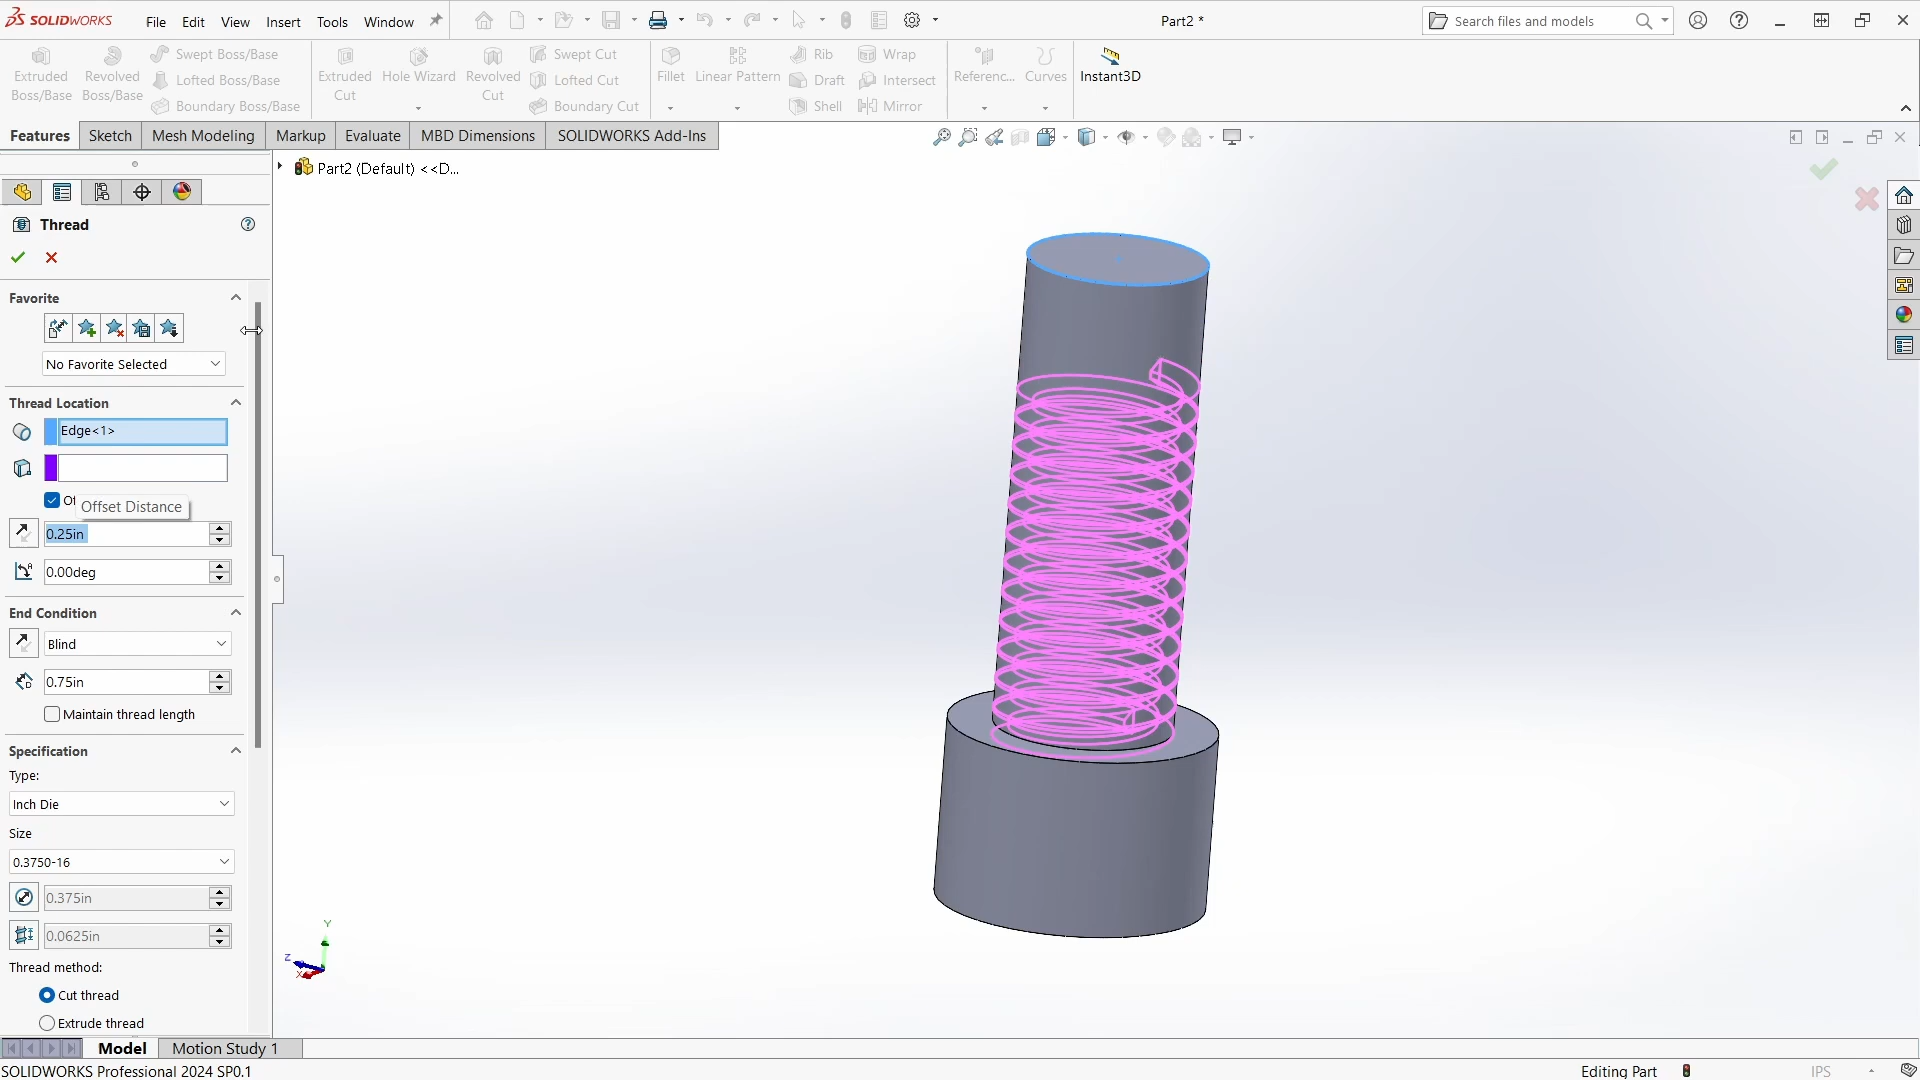 SOLIDWORKS File Edit View Insert Tools Window Part2 * Search files and models
Extruded Boss/Base
Revolved Boss/Base
Swept Boss/Base
Lofted Boss/Base
Boundary Boss/Base
Extruded Cut
Hole Wizard
Revolved Cut
Swept Cut
Lofted Cut
Boundary Cut
Fillet
Linear Pattern
Rib
Draft
Shell
Wrap
Intersect
Mirror
Referenc...
Curves
Instant3D
Features Sketch Mesh Modeling Markup Evaluate MBD Dimensions SOLIDWORKS Add-Ins
Part2 (Default) <<D...
Thread
Favorite
No Favorite Selected
Thread Location
Edge<1>
Of
Offset Distance
0.25in
0.00deg
End Condition
Blind
0.75in
Maintain thread length
Specification
Type:
Inch Die
Size
0.3750-16
0.375in
0.0625in
Thread method:
Cut thread
Extrude thread
Y
Z
X
Model Motion Study 1
SOLIDWORKS Professional 2024 SP0.1 Editing Part IPS